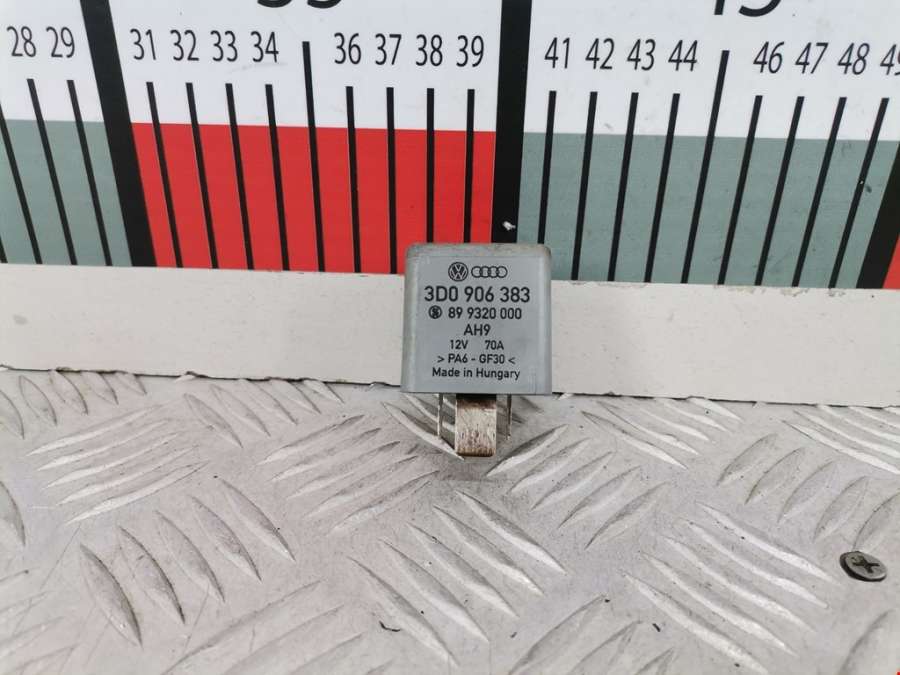 28 29 31 32 33 34 36 37 38 39 41 42 43 44 46 47 48 49
3D0 906 383
89 9320 000
AH9
12V 70A
> PA6 - GF30 <
Made in Hungary